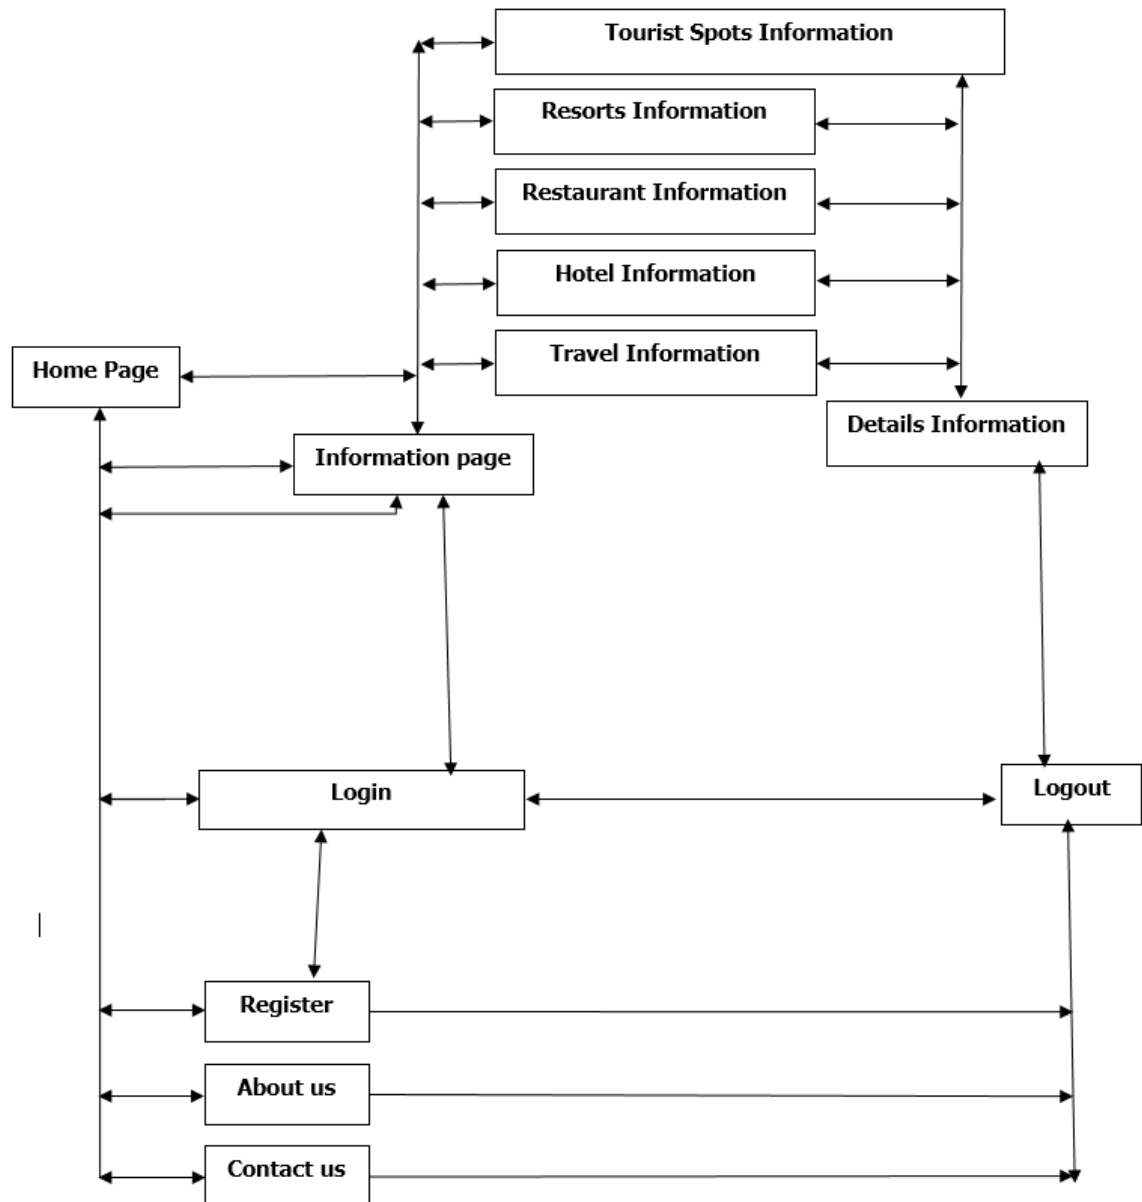 Tourist Spots Information
Resorts Information
Restaurant Information
Hotel Information
Travel Information
Home Page
Details Information
Information page
Login
Logout
Register
About us
Contact us